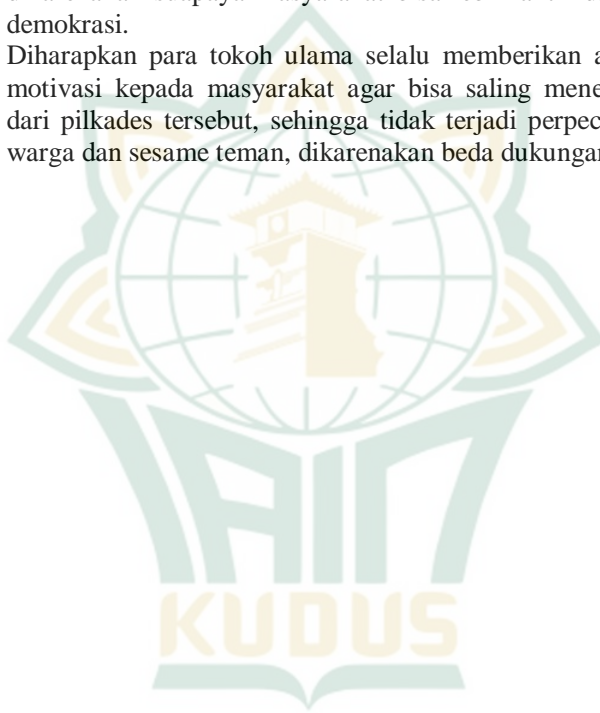 demokrasi.
Diharapkan para tokoh ulama selalu memberikan a
motivasi kepada masyarakat agar bisa saling mene
dari pilkades tersebut, sehingga tidak terjadi perpec
warga dan sesame teman, dikarenakan beda dukungan
IAIN
KUDUS